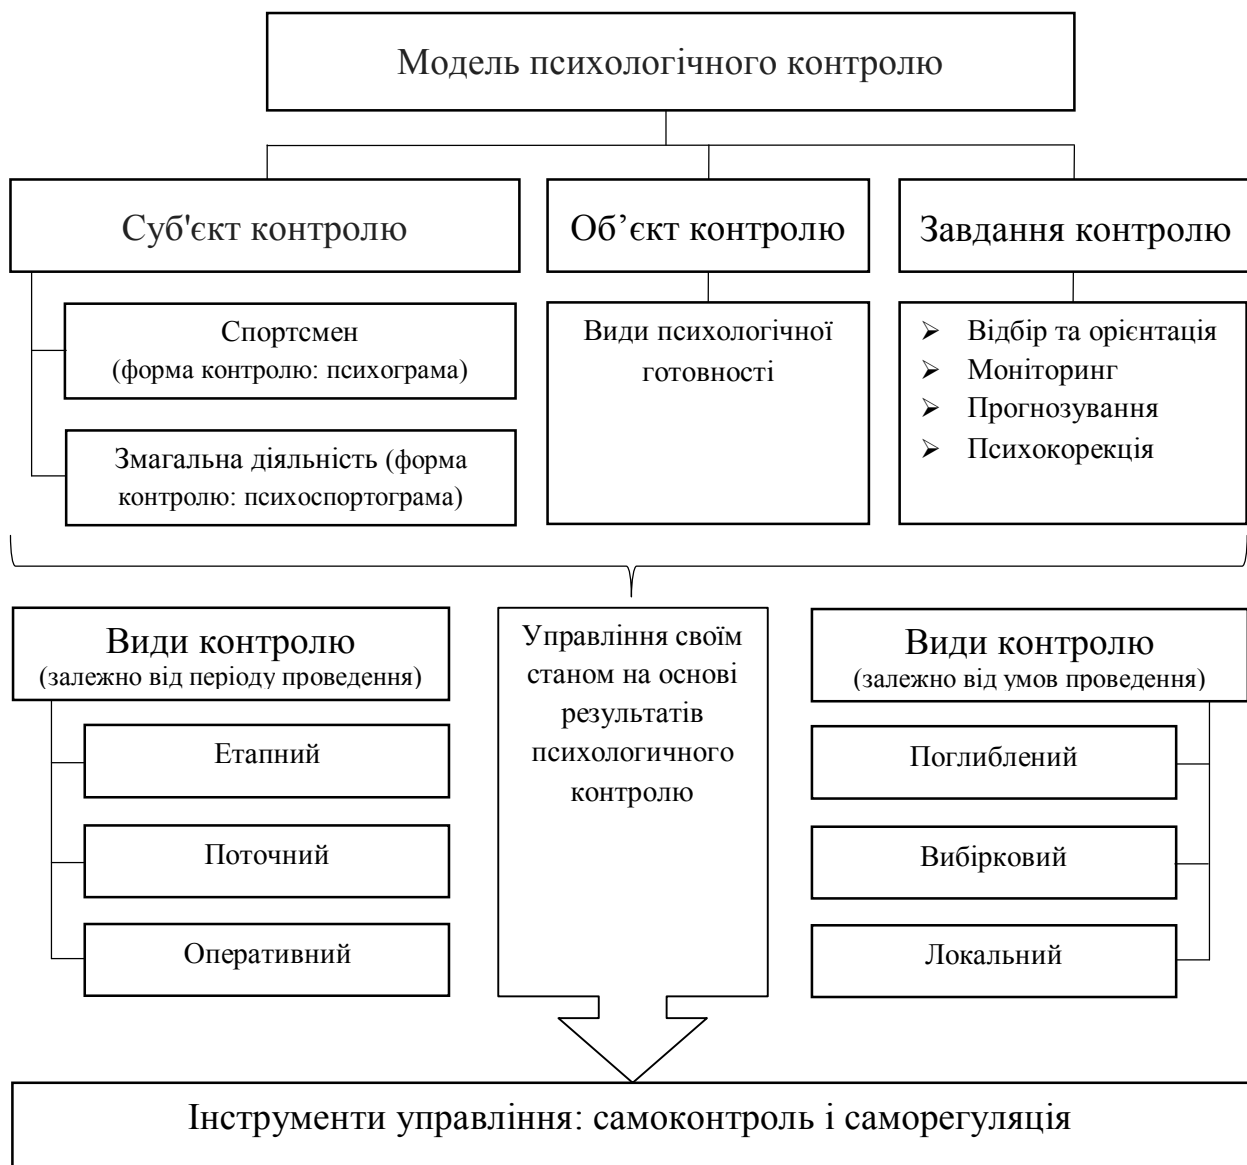 Модель психологічного контролю
Суб'єкт контролю
Об’єкт контролю
Завдання контролю
Спортсмен
(форма контролю: психограма)
Змагальна діяльність (форма
контролю: психоспортограма)
Види психологічної
готовності
➢ Відбір та орієнтація
➢ Моніторинг
➢ Прогнозування
➢ Психокорекція
Види контролю
(залежно від періоду проведення)
Етапний
Поточний
Оперативний
Управління своїм
станом на основі
результатів
психологичного
контролю
Види контролю
(залежно від умов проведення)
Поглиблений
Вибірковий
Локальний
Інструменти управління: самоконтроль і саморегуляція